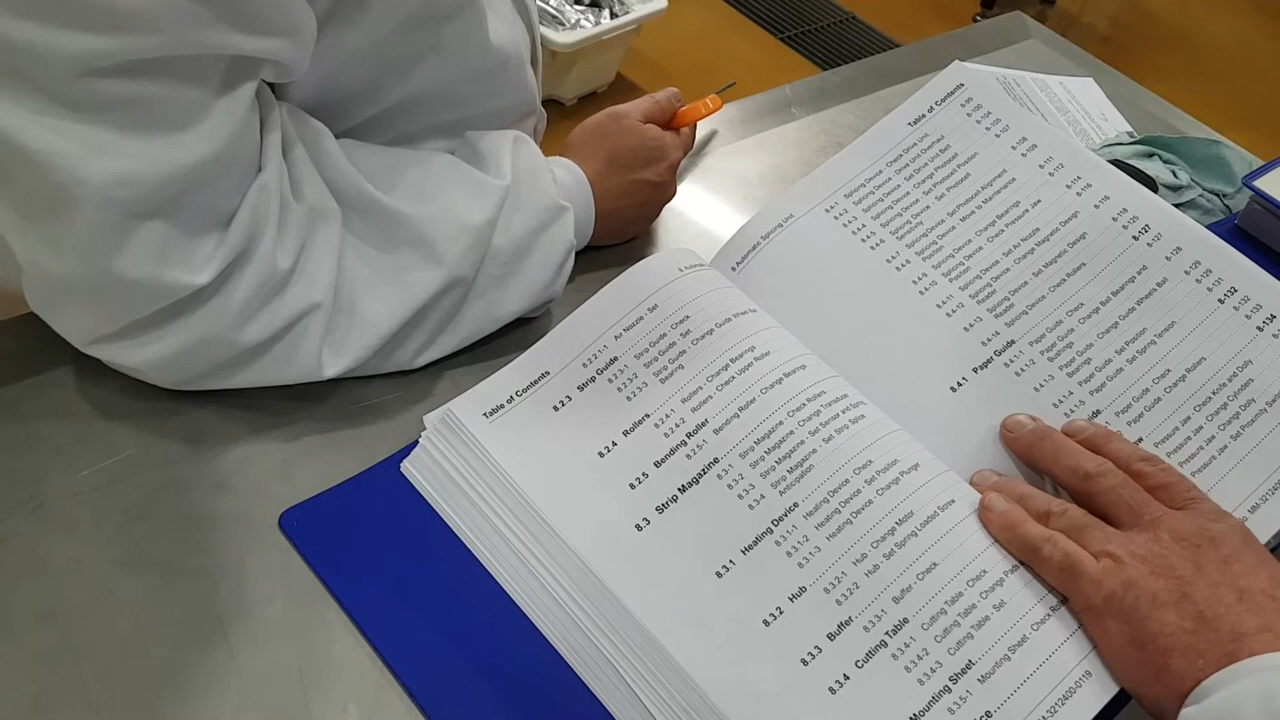 8 Automatic
Table of Contents
8.2.2.1-1 Air Nozzle - Set
8.2.3 Strip Guide
8.2.3-1 Strip Guide - Check
8.2.3-2 Strip Guide - Set
8.2.3-3 Strip Guide - Change Guide Wheel Ball
Bearing
8.2.4 Rollers
8.2.4-1 Rollers - Change Bearings
8.2.4-2 Rollers - Check Upper Roller
8.2.5 Bending Roller
8.2.5-1 Bending Roller - Change Bearings
8.3 Strip Magazine
8.3-1 Strip Magazine - Check Rollers
8.3-2 Strip Magazine - Change Transducer
8.3-3 Strip Magazine - Set Sensor and Spring
8.3-4 Strip Magazine - Set Strip Splice
Anticipation
8.3.1 Heating Device
8.3.1-1 Heating Device - Check
8.3.1-2 Heating Device - Set Position
8.3.1-3 Heating Device - Change Plunger
8.3.2 Hub
8.3.2-1 Hub - Change Motor
8.3.2-2 Hub - Set Spring Loaded Screw
8.3.3 Buffer
8.3.3-1 Buffer - Check
8.3.4 Cutting Table
8.3.4-1 Cutting Table - Check
8.3.4-2 Cutting Table - Change Pads
8.3.4-3 Cutting Table - Set
Mounting Sheet
8.3.5-1 Mounting Sheet - Check
3212400-0119
8 Automatic Splicing Unit
Table of Contents
8.4-1 Splicing Device - Check Drive Unit 8-99
8.4-2 Splicing Device - Drive Unit Overhaul 8-100
8.4-3 Splicing Device - Set Drive Unit Belt 8-104
8.4-4 Splicing Device - Change Photocell 8-105
8.4-5 Splicing Device - Set Photocell Position 8-107
8.4-6 Splicing Device - Set Photocell
Sensitivity 8-108
8.4-7 Splicing Device - Set Photocell Alignment 8-109
8.4-8 Splicing Device - Move to Maintenance
Position 8-111
8.4-9 Splicing Device - Change Bearings 8-112
8.4-10 Splicing Device - Check Pressure Jaw
Position 8-114
8.4-11 Splicing Device - Set Air Nozzle 8-116
8.4-12 Splicing Device - Change Magnetic Design
Reader 8-116
8.4-13 Splicing Device - Set Magnetic Design
Reader 8-118
8.4-14 Splicing Device - Check Rollers 8-125
8.4.1 Paper Guide 8-127
8.4.1-1 Paper Guide - Check 8-127
8.4.1-2 Paper Guide - Change Ball Bearings and
Bushings 8-128
8.4.1-3 Paper Guide - Change Guide Wheels Ball
Bearings 8-129
8.4.1-4 Paper Guide - Set Position 8-129
8.4.1-5 Paper Guide - Set Spring Tension 8-131
8-132
Paper Guide - Check 8-132
Paper Guide - Change Rollers 8-133
8-134
Pressure Jaw - Check Knife and Dolly
Pressure Jaw - Change Cylinders
Pressure Jaw - Change Dolly
Pressure Jaw - Set Proximity
MM-3212400